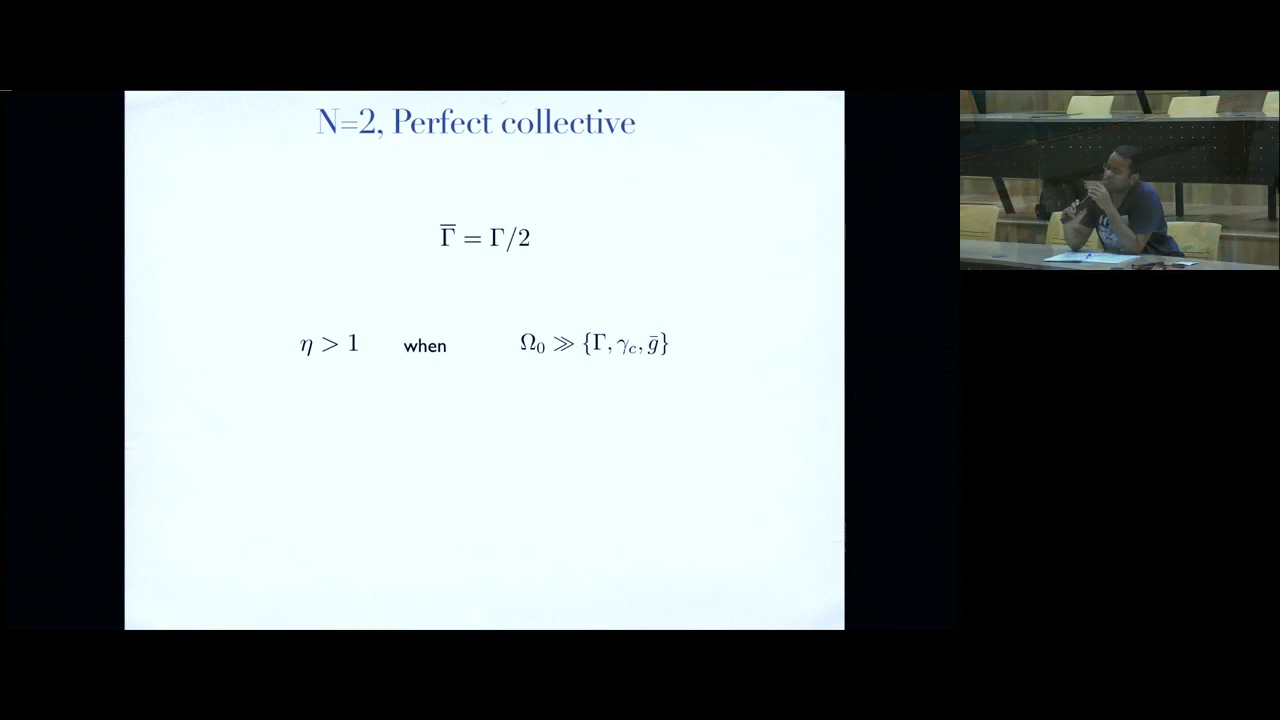 N=2, Perfect collective
Γ̅ = Γ/2
η > 1 when Ω₀ ≫ {Γ, γ_c, g̅}